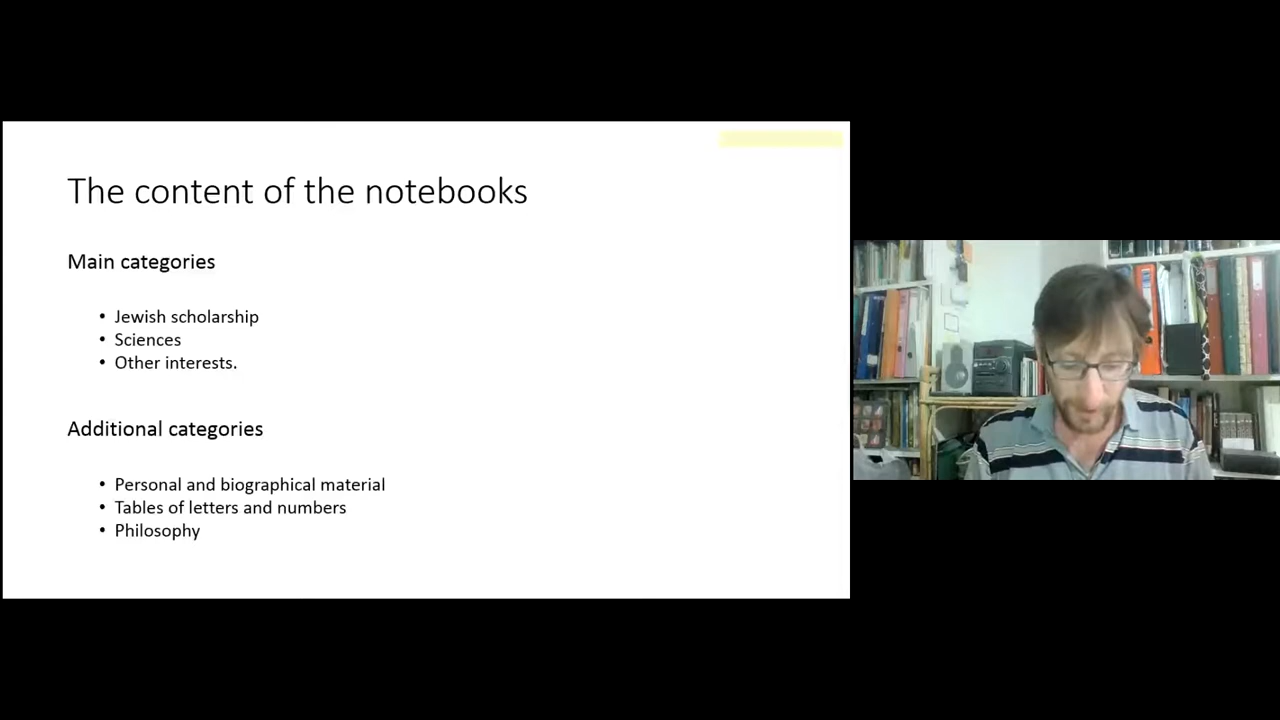 The content of the notebooks
Main categories
• Jewish scholarship
• Sciences
• Other interests.
Additional categories
• Personal and biographical material
• Tables of letters and numbers
• Philosophy